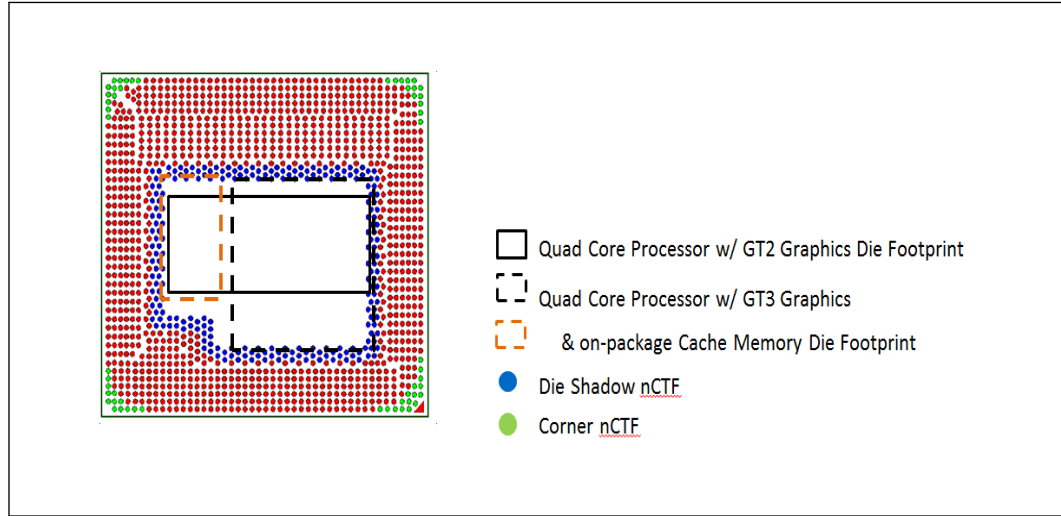 Quad Core Processor w/ GT2 Graphics Die Footprint
Quad Core Processor w/ GT3 Graphics
& on-package Cache Memory Die Footprint
Die Shadow nCTF
Corner nCTF